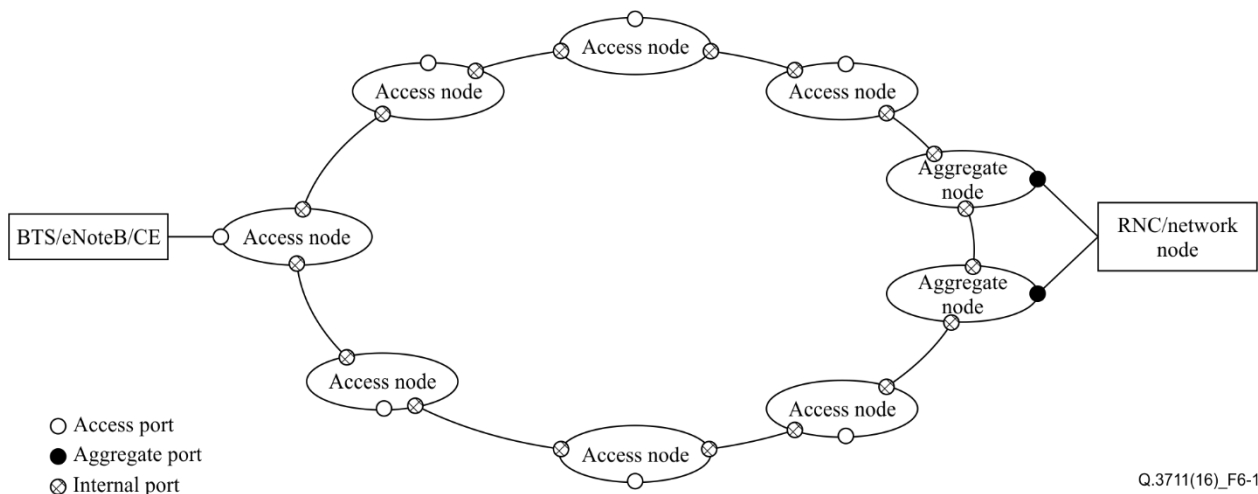 Access node
Access node
Access node
Aggregate
node
BTS/eNoteB/CE
Access node
RNC/network
node
Aggregate
node
Access node
Access node
Access node
Access port
Aggregate port
Internal port
Q.3711(16)_F6-1